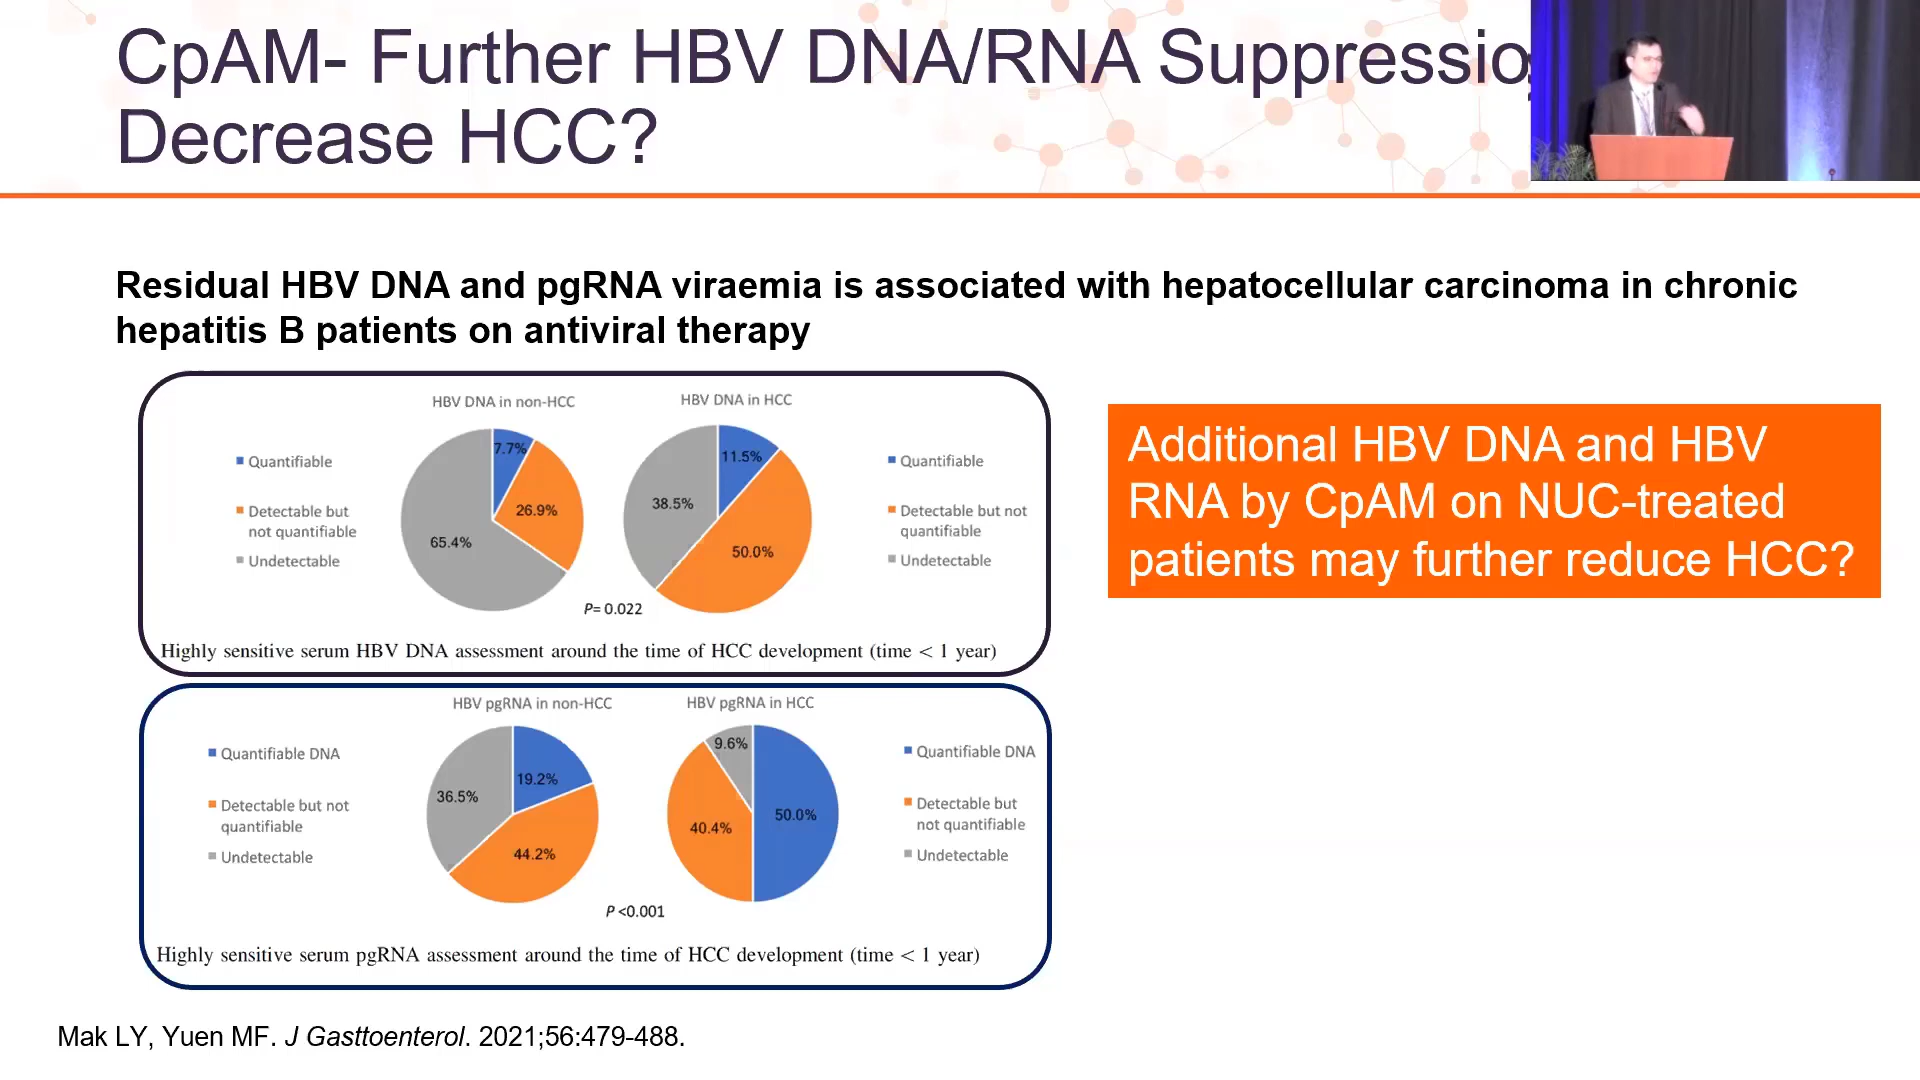 CpAM- Further HBV DNA/RNA Suppressio
Decrease HCC?
Residual HBV DNA and pgRNA viraemia is associated with hepatocellular carcinoma in chronic
hepatitis B patients on antiviral therapy
HBV DNA in non-HCC
HBV DNA in HCC
Quantifiable
Detectable but
not quantifiable
Undetectable
7.7%
26.9%
65.4%
11.5%
38.5%
50.0%
Quantifiable
Detectable but not
quantifiable
Undetectable
P= 0.022
Highly sensitive serum HBV DNA assessment around the time of HCC development (time < 1 year)
HBV pgRNA in non-HCC
HBV pgRNA in HCC
Quantifiable DNA
Detectable but not
quantifiable
Undetectable
19.2%
36.5%
44.2%
9.6%
50.0%
40.4%
Quantifiable DNA
Detectable but
not quantifiable
Undetectable
P <0.001
Highly sensitive serum pgRNA assessment around the time of HCC development (time < 1 year)
Additional HBV DNA and HBV
RNA by CpAM on NUC-treated
patients may further reduce HCC?
Mak LY, Yuen MF. J Gasttoenterol. 2021;56:479-488.